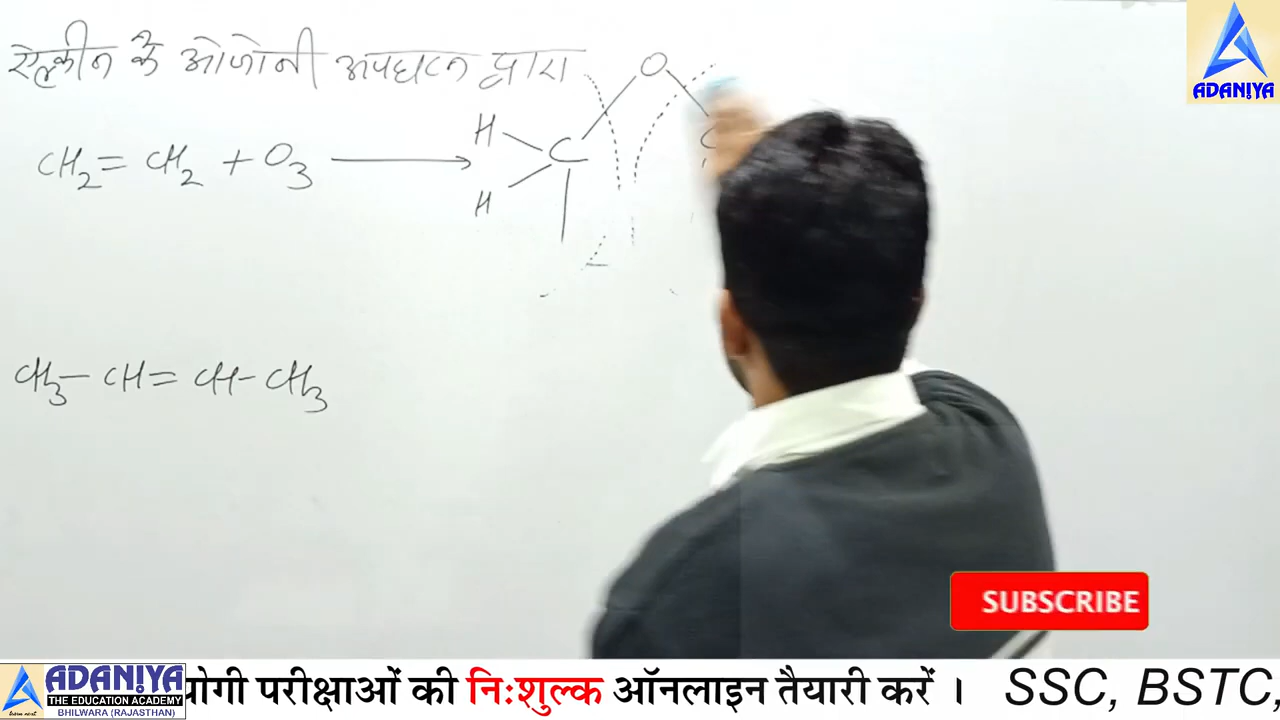 एल्कीन के ओजोनी अपघटन द्वारा
CH2 = CH2 + O3 → H H C O C
CH3 - CH = CH - CH3
ADANIYA
SUBSCRIBE
ADANIYA
THE EDUCATION ACADEMY
BHILWARA (RAJASTHAN)
योगी परीक्षाओं की निःशुल्क ऑनलाइन तैयारी करें । SSC, BSTC,